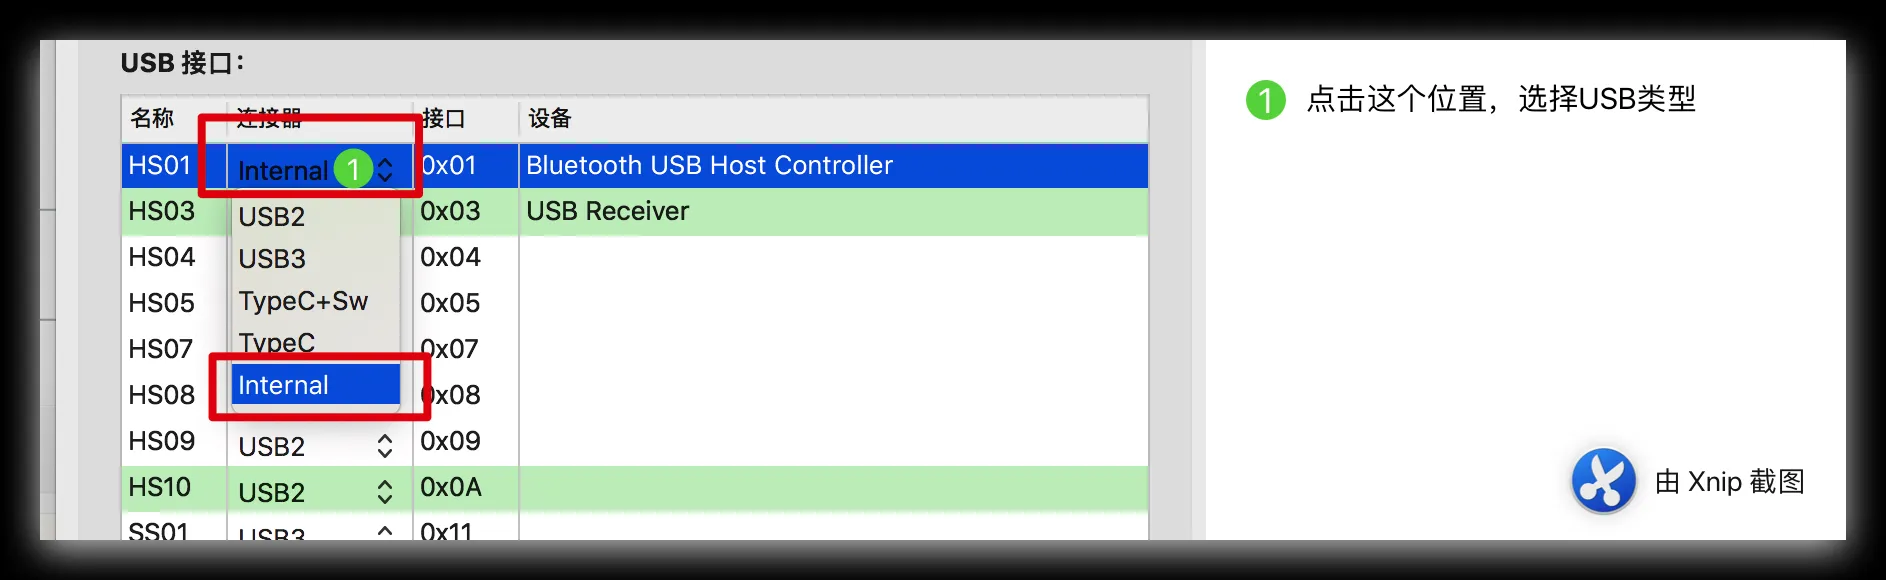 USB 接口：
名称 连接器 接口 设备
HS01 Internal 1 0x01 Bluetooth USB Host Controller
HS03 USB2 0x03 USB Receiver
HS04 USB3 0x04
HS05 TypeC+Sw 0x05
HS07 TypeC 0x07
HS08 Internal 0x08
HS09 USB2 0x09
HS10 USB2 0x0A
SS01 USB3 0x11
1 点击这个位置，选择USB类型
由 Xnip 截图